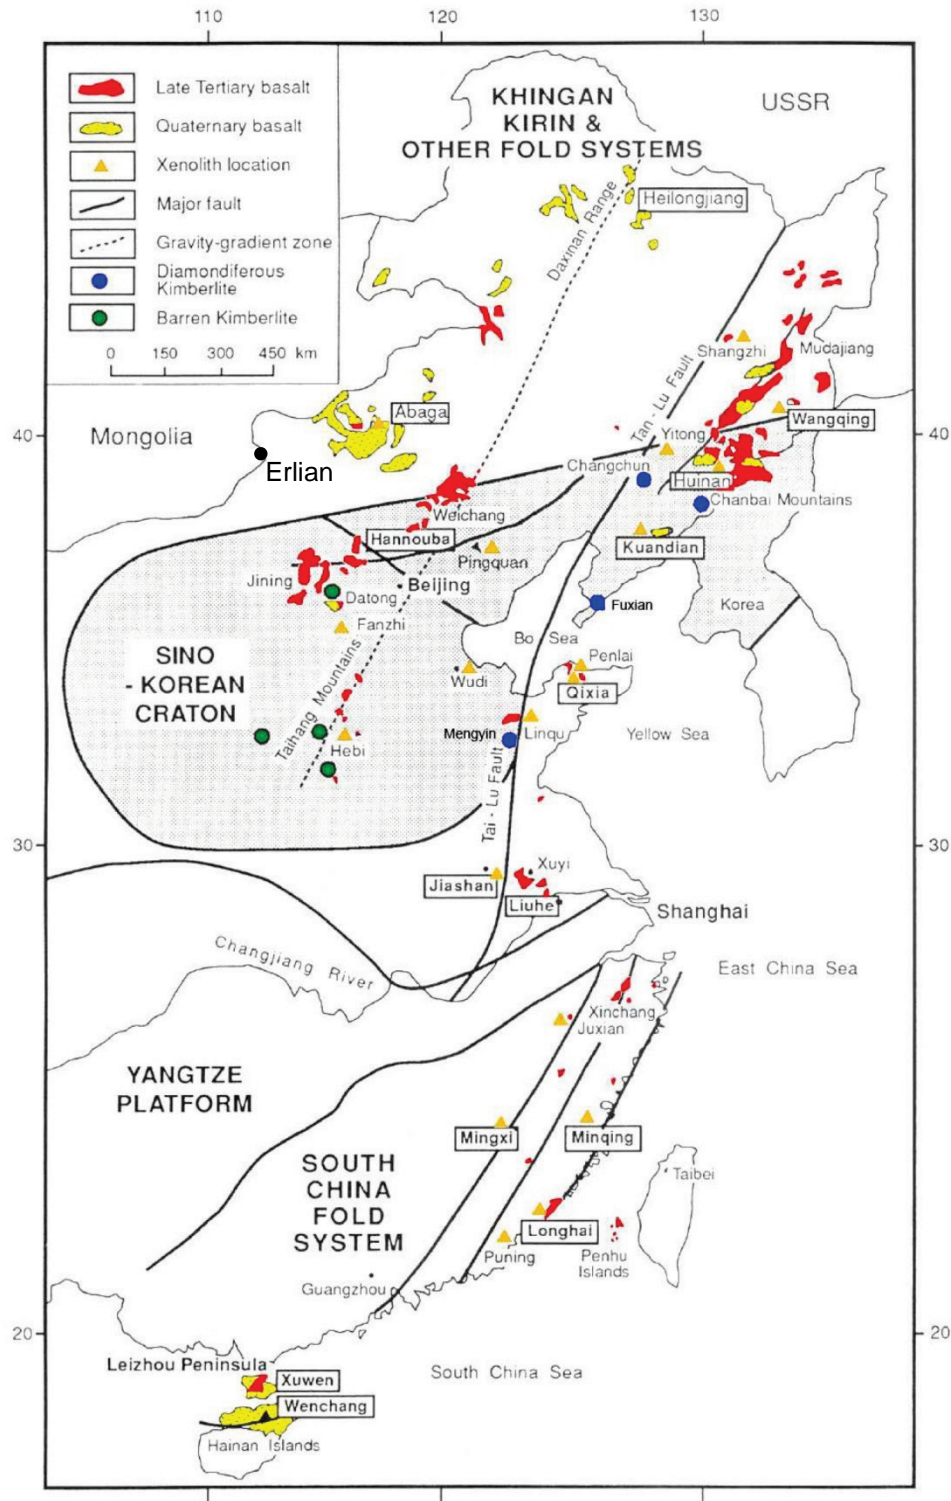 110
120
130
Late Tertiary basalt
Quaternary basalt
Xenolith location
Major fault
Gravity-gradient zone
Diamondiferous
Kimberlite
Barren Kimberlite
0 150 300 450 km
KHINGAN
KIRIN &
OTHER FOLD SYSTEMS
USSR
Heilongjiang
Daxinan Range
Shangzhi
Mudajiang
Tan - Lu Fault
Abaga
Wangqing
40
Mongolia
40
Yitong
Erlian
Changchun
Huinan
Chanbai Mountains
Weichang
Hannouba
Kuandian
Pingquan
Jining
Beijing
Datong
Fuxian
Korea
Fanzhi
Bo Sea
SINO
- KOREAN
CRATON
Penlai
Wudi
Qixia
Taihang Mountains
Hebi
Mengyin
Linqu
Yellow Sea
Tai - Lu Fault
30
30
Xuyi
Jiashan
Liuhe
Shanghai
Changjiang River
East China Sea
Xinchang
Juxian
YANGTZE
PLATFORM
Mingxi
Minqing
SOUTH
CHINA
FOLD
SYSTEM
Taibei
Longhai
Puning
Penhu
Islands
Guangzhou
20
20
Leizhou Peninsula
South China Sea
Xuwen
Wenchang
Hainan Islands